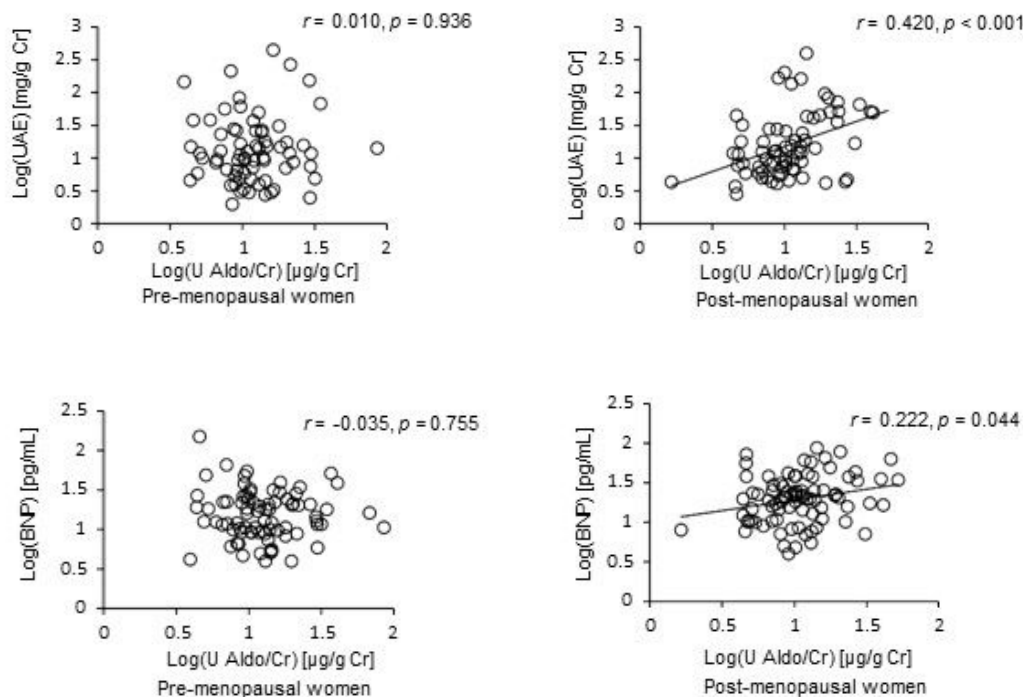 r = 0.010, p = 0.936
3
2.5
2
1.5
1
0.5
0
Log(UAE) [mg/g Cr]
0 0.5 1 1.5 2
Log(U Aldo/Cr) [µg/g Cr]
Pre-menopausal women
r = 0.420, p < 0.001
3
2.5
2
1.5
1
0.5
0
Log(UAE) [mg/g Cr]
0 0.5 1 1.5 2
Log(U Aldo/Cr) [µg/g Cr]
Post-menopausal women
r = -0.035, p = 0.755
2.5
2
1.5
1
0.5
0
Log(BNP) [pg/mL]
0 0.5 1 1.5 2
Log(U Aldo/Cr) [µg/g Cr]
Pre-menopausal women
r = 0.222, p = 0.044
2.5
2
1.5
1
0.5
0
Log(BNP) [pg/mL]
0 0.5 1 1.5 2
Log(U Aldo/Cr) [µg/g Cr]
Post-menopausal women